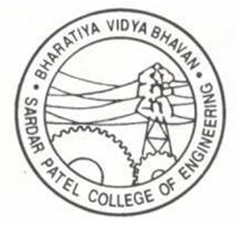 • BHARATIYA VIDYA BHAVAN •
SARDAR PATEL COLLEGE OF ENGINEERING